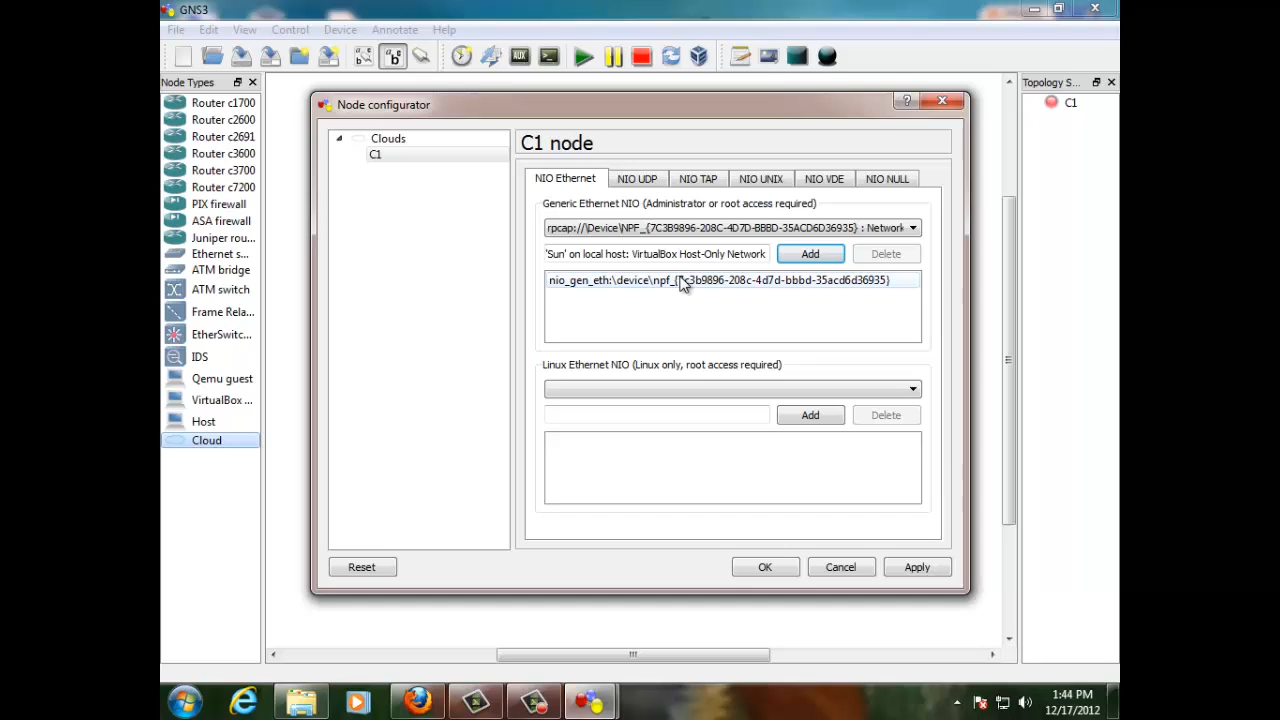 GNS3
File Edit View Control Device Annotate Help
Node Types
Router c1700
Router c2600
Router c2691
Router c3600
Router c3700
Router c7200
PIX firewall
ASA firewall
Juniper rou...
Ethernet s...
ATM bridge
ATM switch
Frame Rela...
EtherSwitc...
IDS
Qemu guest
VirtualBox ...
Host
Cloud
Node configurator
Clouds
C1
C1 node
NIO Ethernet NIO UDP NIO TAP NIO UNIX NIO VDE NIO NULL
Generic Ethernet NIO (Administrator or root access required)
rpcap://\Device\NPF_{7C3B9896-208C-4D7D-BBBD-35ACD6D36935} : Network
'Sun' on local host: VirtualBox Host-Only Network Add Delete
nio_gen_eth:\device\npf_{7c3b9896-208c-4d7d-bbbd-35acd6d36935}
Linux Ethernet NIO (Linux only, root access required)
Add Delete
Reset OK Cancel Apply
Topology S...
C1
AUX
1:44 PM
12/17/2012